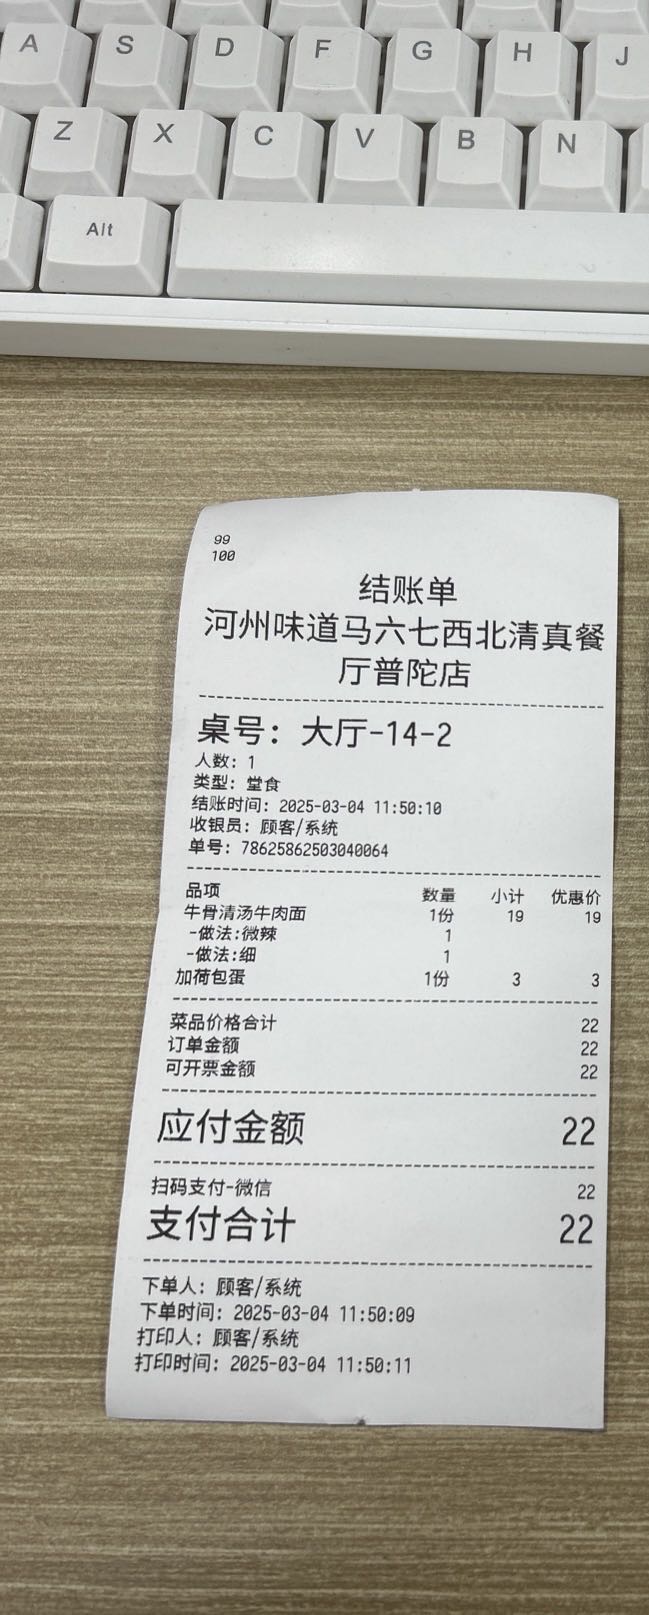 A S D F G H J
Z X C V B N
Alt
99
100
结账单
河州味道马六七西北清真餐
厅普陀店
桌号：大厅-14-2
人数：1
类型：堂食
结账时间：2025-03-04 11:50:10
收银员：顾客/系统
单号：78625862503040064
品项 数量 小计 优惠价
牛骨清汤牛肉面 1份 19 19
-做法:微辣 1
-做法:细 1
加荷包蛋 1份 3 3
菜品价格合计 22
订单金额 22
可开票金额 22
应付金额 22
扫码支付-微信 22
支付合计 22
下单人：顾客/系统
下单时间：2025-03-04 11:50:09
打印人：顾客/系统
打印时间：2025-03-04 11:50:11